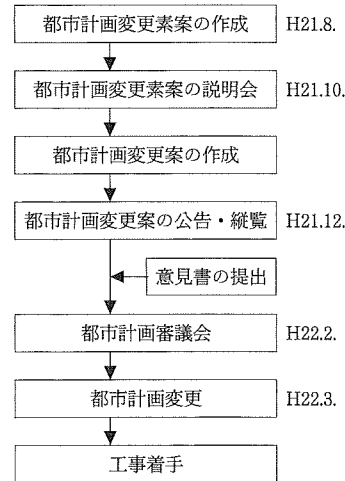 都市計画変更素案の作成 H21.8.
都市計画変更素案の説明会 H21.10.
都市計画変更案の作成
都市計画変更案の公告・縦覧 H21.12.
意見書の提出
都市計画審議会 H22.2.
都市計画変更 H22.3.
工事着手